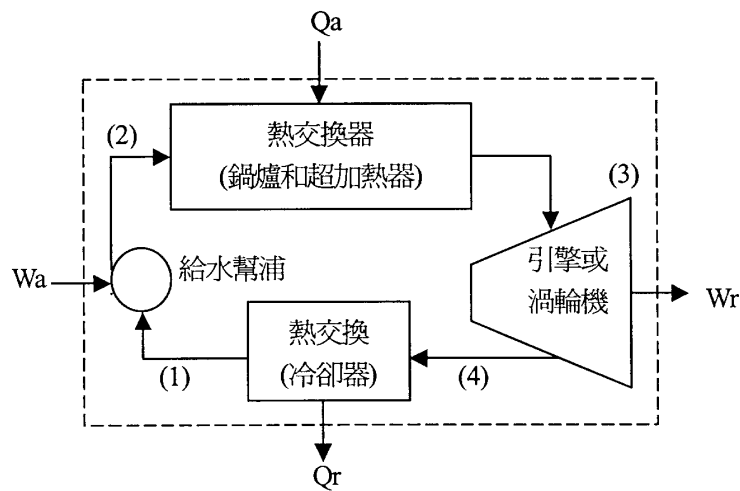 Qa
(2)
熱交換器
(鍋爐和超加熱器)
(3)
Wa
給水幫浦
引擎或
渦輪機
Wr
熱交換
(冷卻器)
(1)
(4)
Qr